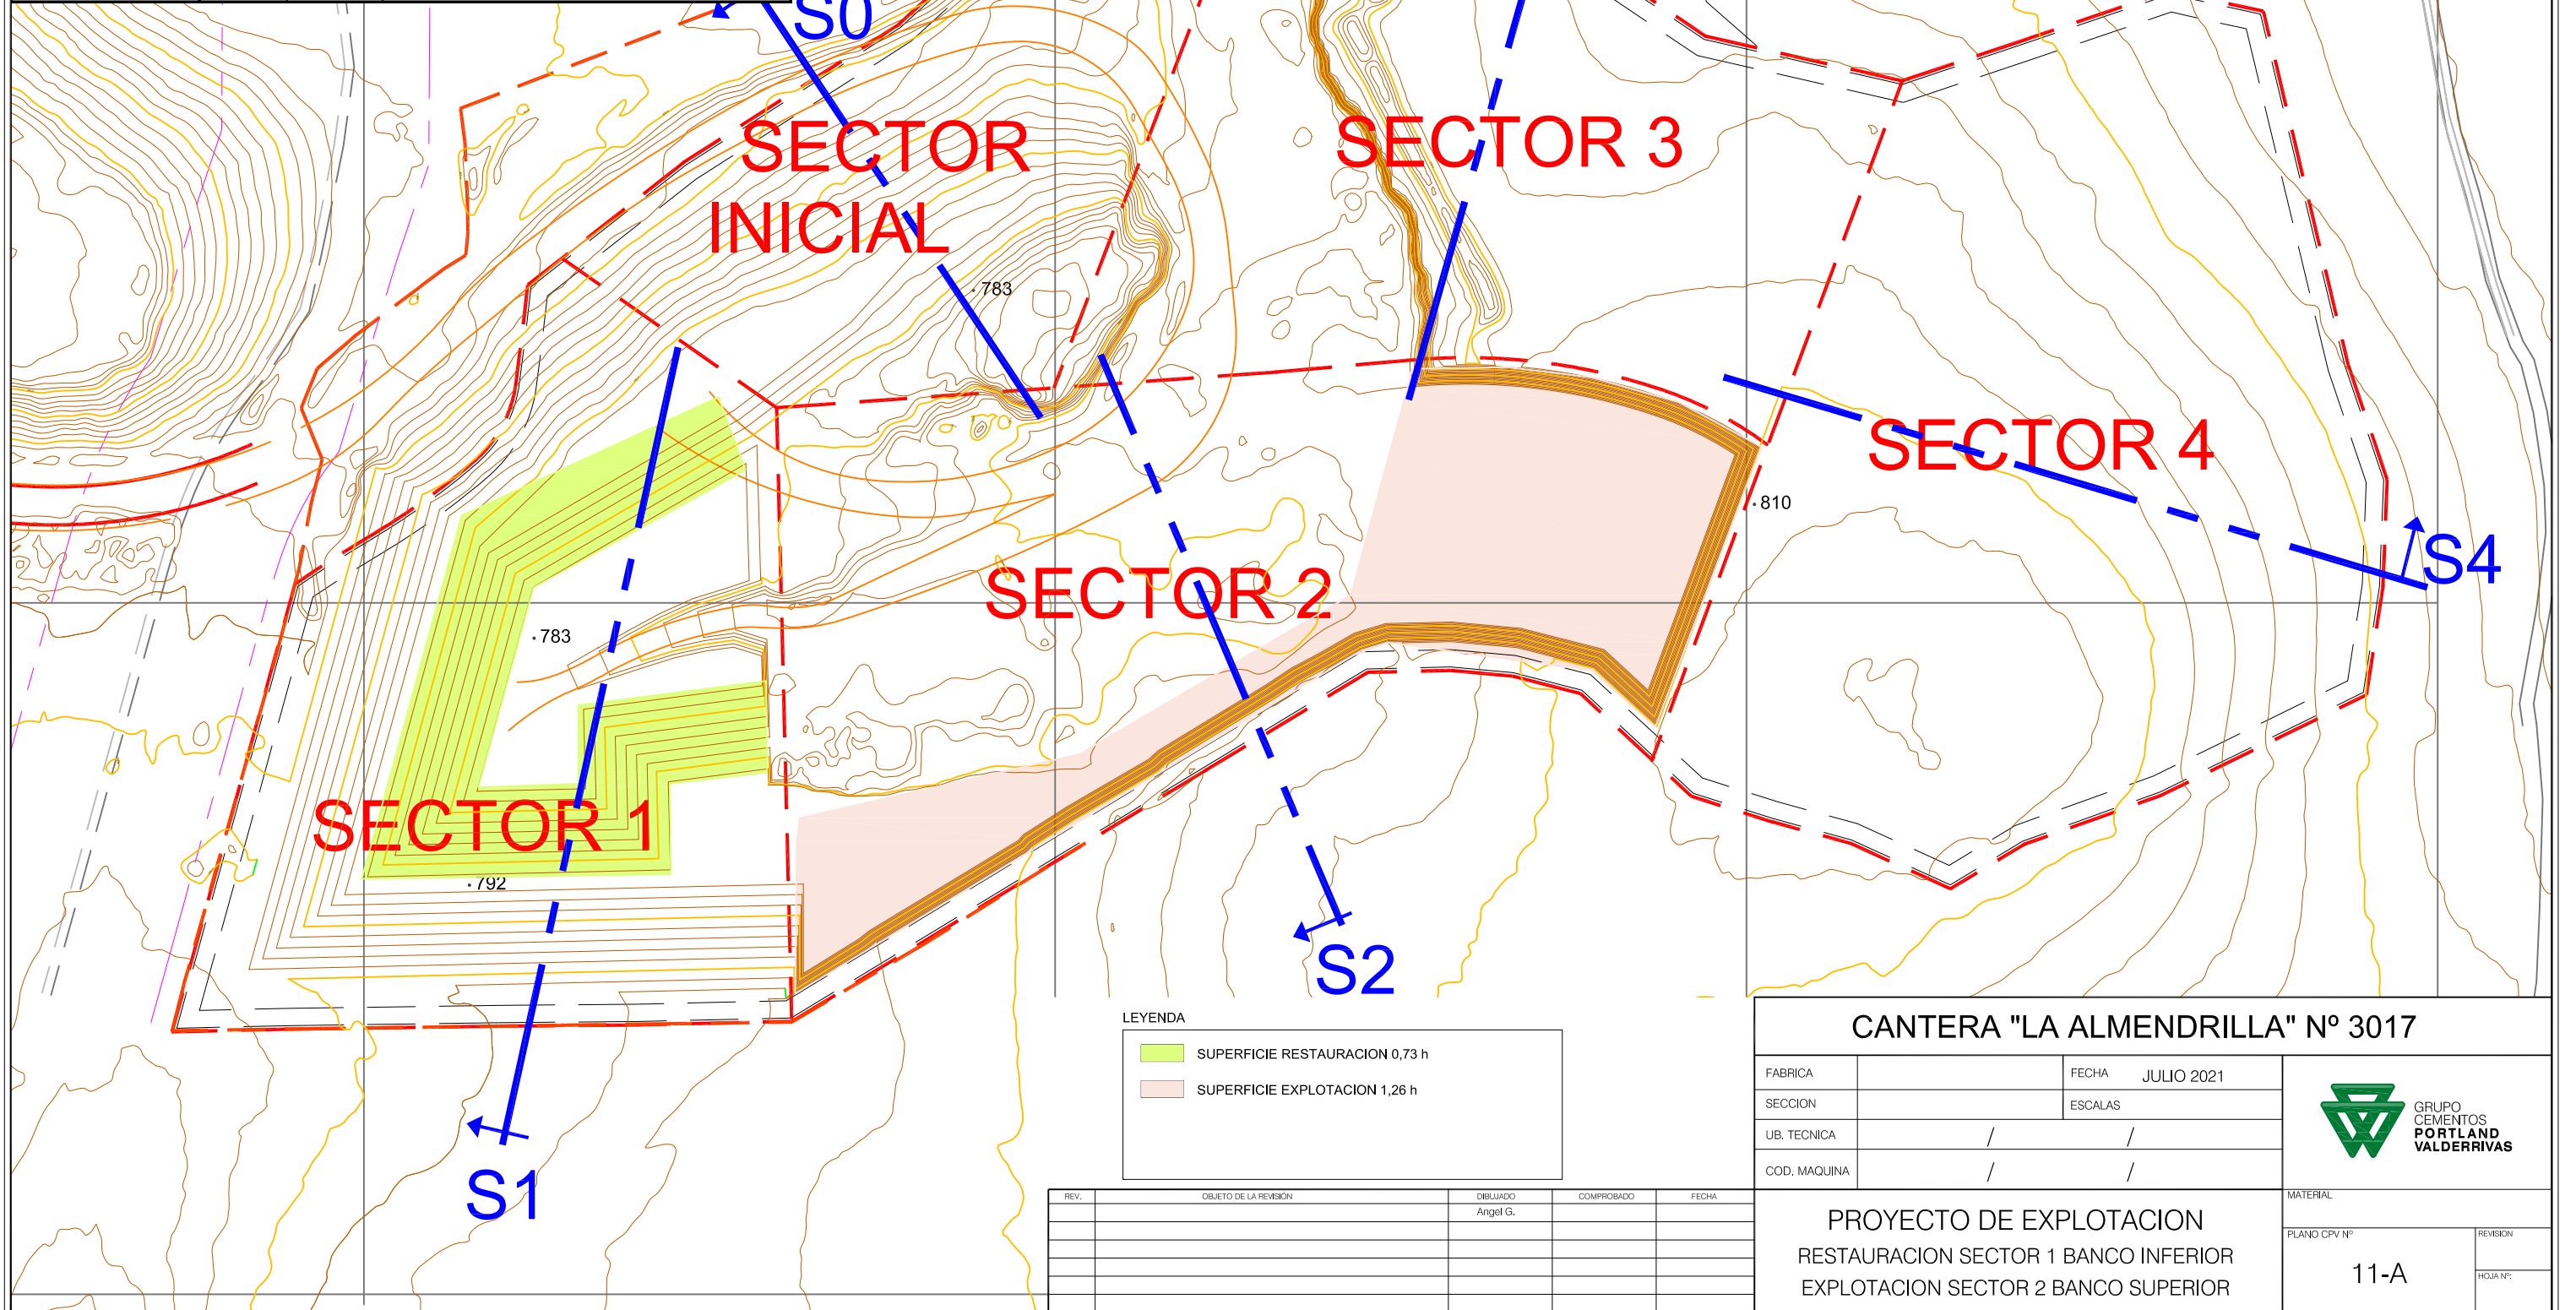 S0
SECTOR
INICIAL
SECTOR 3
783
SECTOR 4
810
S4
SECTOR 2
783
SECTOR 1
792
S2
S1
LEYENDA
SUPERFICIE RESTAURACION 0,73 h
SUPERFICIE EXPLOTACION 1,26 h
CANTERA "LA ALMENDRILLA" Nº 3017
FABRICA
FECHA JULIO 2021
SECCION
ESCALAS
UB. TECNICA / /
COD. MAQUINA / /
GRUPO
CEMENTOS
PORTLAND
VALDERRIVAS
REV. OBJETO DE LA REVISIÓN DIBUJADO COMPROBADO FECHA
Angel G.
PROYECTO DE EXPLOTACION
RESTAURACION SECTOR 1 BANCO INFERIOR
EXPLOTACION SECTOR 2 BANCO SUPERIOR
MATERIAL
PLANO CPV Nº
11-A
REVISION
HOJA Nº: